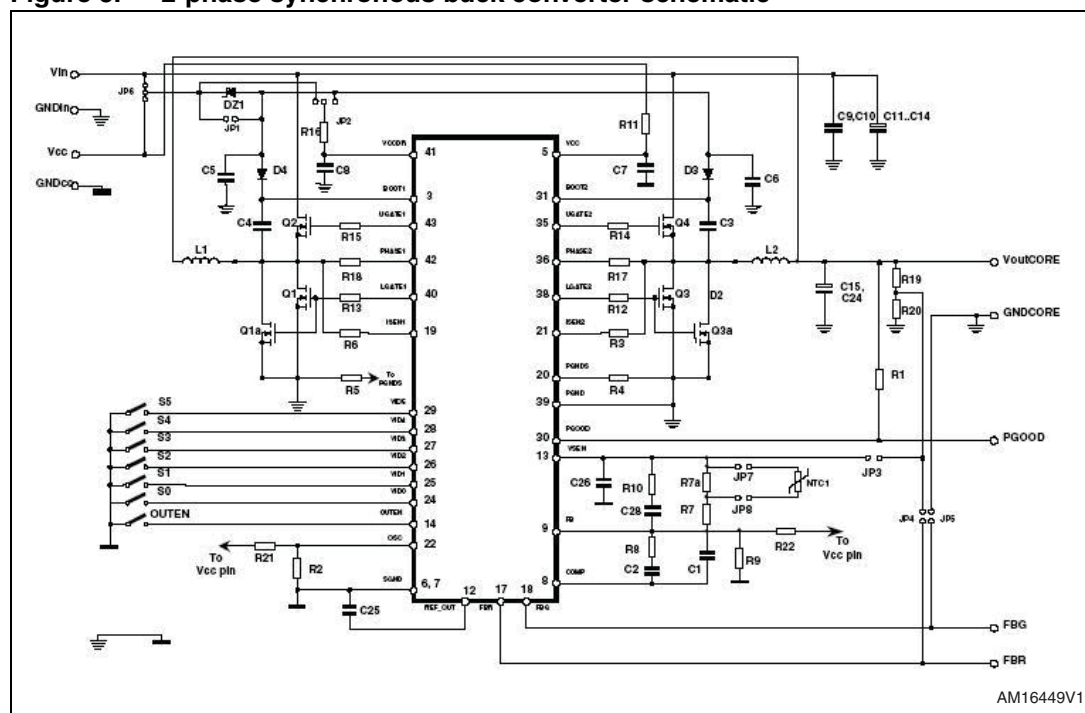 Figure 3. 2-phase synchronous buck converter schematic
Vin
JP6
GNDin
Vcc
GNDcc
DZ1
JP1
R16
JP2
VCCDR
41
R11
5
VCC
C9,C10
C11..C14
C5
D4
C8
C7
D3
C6
BOOT1
3
31
BOOT2
C4
Q2
UGATE1
43
R15
35
UGATE2
R14
Q4
C3
L1
PHASE1
42
R18
36
PHASE2
R17
L2
VoutCORE
Q1
LGATE1
40
R13
38
LGATE2
R12
Q3
D2
C15,
C24
R19
R20
GNDCORE
Q1a
ISEN1
19
R6
21
ISEN2
R3
Q3a
R5
To
PGNDS
20
PGNDS
R4
39
PGND
R1
S5
29
S4
VID4
28
S3
VID3
27
S2
VID2
26
S1
VID1
25
S0
VID0
24
OUTEN
OUTEN
14
30
PGOOD
PGOOD
13
VSEN
JP3
C26
R10
R7a
JP7
NTC1
C28
R7
JP8
JP4
JP5
9
FB
R22
To
Vcc pin
R8
C2
C1
R9
8
COMP
To
Vcc pin
R21
OSC
22
R2
SGND
6, 7
C25
12
17
18
REF_OUT
FBR
FBG
FBG
FBR
AM16449V1